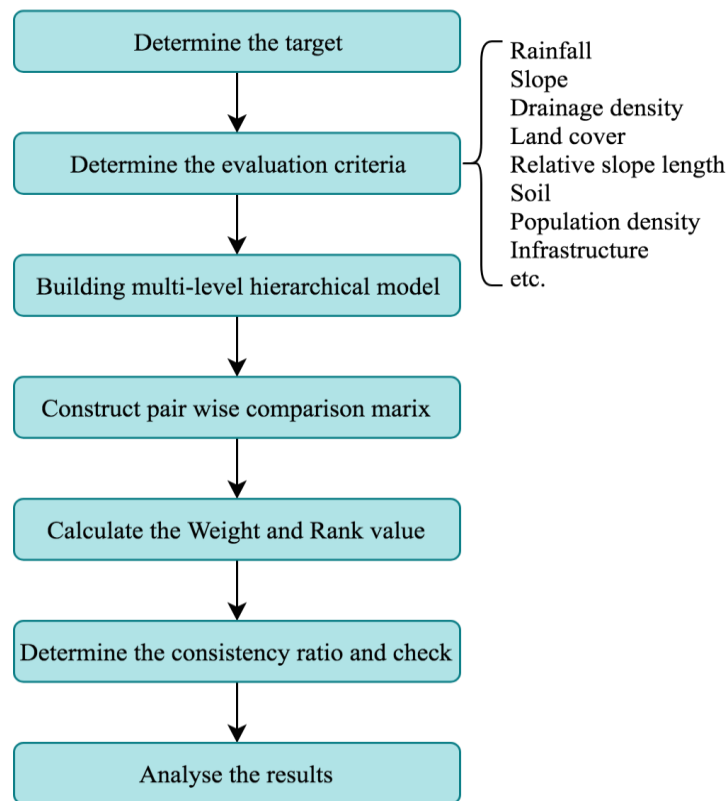 Determine the target
Determine the evaluation criteria
Rainfall
Slope
Drainage density
Land cover
Relative slope length
Soil
Population density
Infrastructure
etc.
Building multi-level hierarchical model
Construct pair wise comparison marix
Calculate the Weight and Rank value
Determine the consistency ratio and check
Analyse the results